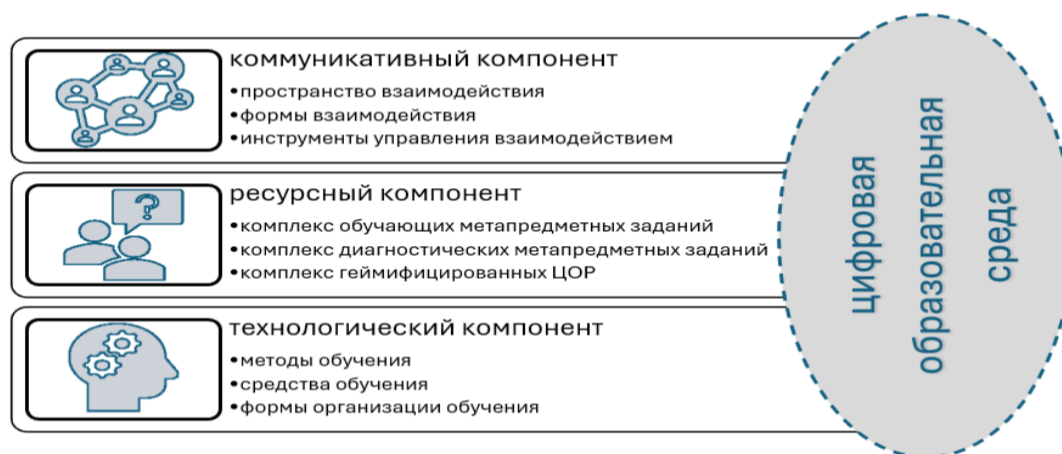 коммуникативный компонент
•пространство взаимодействия
•формы взаимодействия
•инструменты управления взаимодействием
ресурсный компонент
•комплекс обучающих метапредметных заданий
•комплекс диагностических метапредметных заданий
•комплекс геймифицированных ЦОР
технологический компонент
•методы обучения
•средства обучения
•формы организации обучения
цифровая
образовательная
среда
?